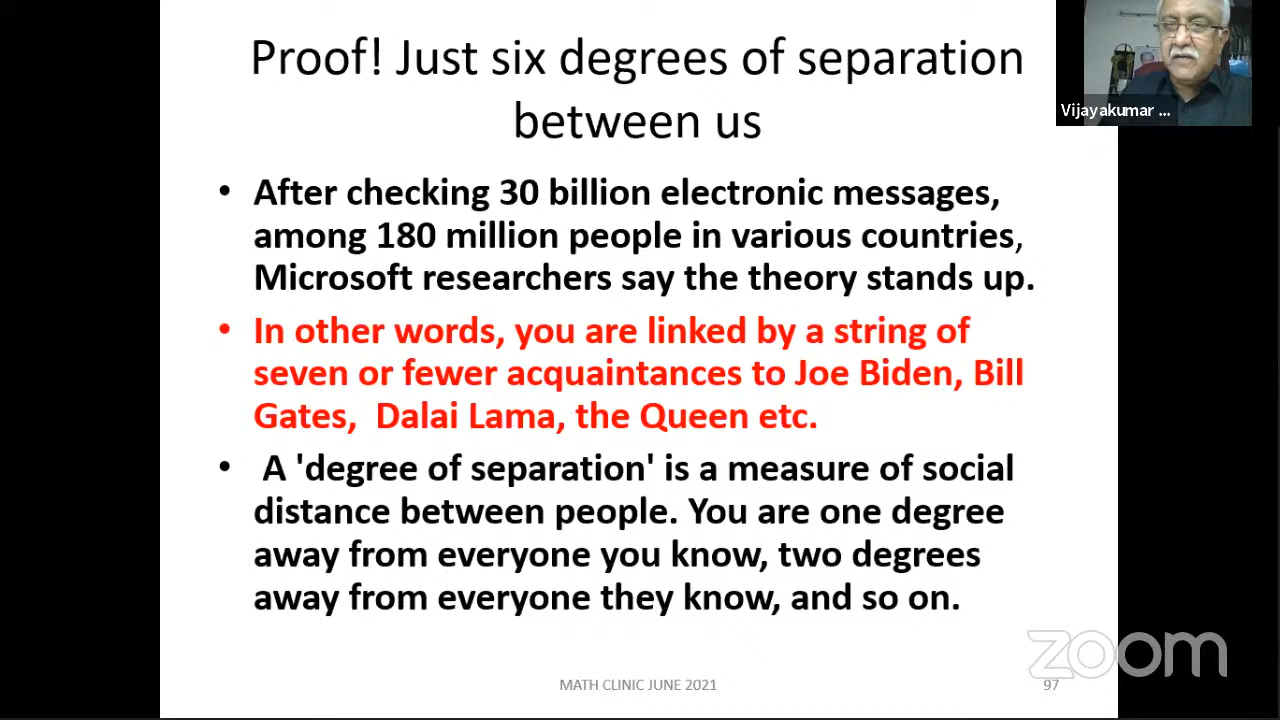 Proof! Just six degrees of separation
between us
Vijayakumar ...
• After checking 30 billion electronic messages,
among 180 million people in various countries,
Microsoft researchers say the theory stands up.
• In other words, you are linked by a string of
seven or fewer acquaintances to Joe Biden, Bill
Gates, Dalai Lama, the Queen etc.
• A 'degree of separation' is a measure of social
distance between people. You are one degree
away from everyone you know, two degrees
away from everyone they know, and so on.
zoom
MATH CLINIC JUNE 2021
97